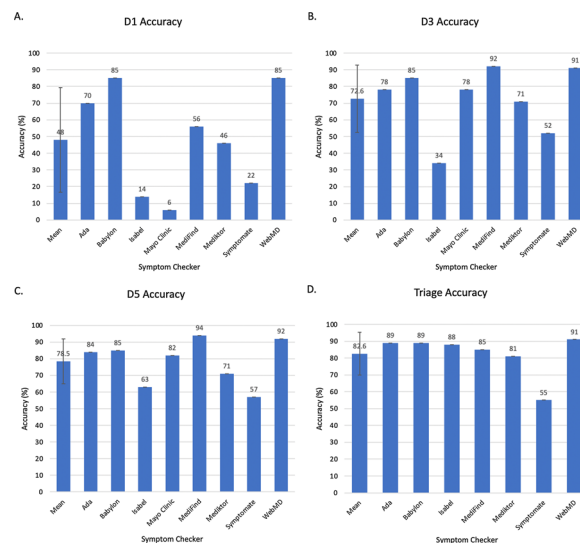 A.
D1 Accuracy
Accuracy (%)
100
90
80
70
60
50
40
30
20
10
0
48
70
85
14
6
56
46
22
85
Mean
Ada
Babylon
Isabel
Mayo Clinic
MediFind
Mediktor
Symptomate
WebMD
Symptom Checker
B.
D3 Accuracy
Accuracy (%)
100
90
80
70
60
50
40
30
20
10
0
72.6
78
85
34
78
92
71
52
91
Mean
Ada
Babylon
Isabel
Mayo Clinic
MediFind
Mediktor
Symptomate
WebMD
Symptom Checker
C.
D5 Accuracy
Accuracy (%)
100
90
80
70
60
50
40
30
20
10
0
78.5
84
85
63
82
94
71
57
92
Mean
Ada
Babylon
Isabel
Mayo Clinic
MediFind
Mediktor
Symptomate
WebMD
Symptom Checker
D.
Triage Accuracy
Accuracy (%)
100
90
80
70
60
50
40
30
20
10
0
82.6
89
89
88
85
81
55
91
Mean
Ada
Babylon
Isabel
MediFind
Mediktor
Symptomate
WebMD
Symptom Checker